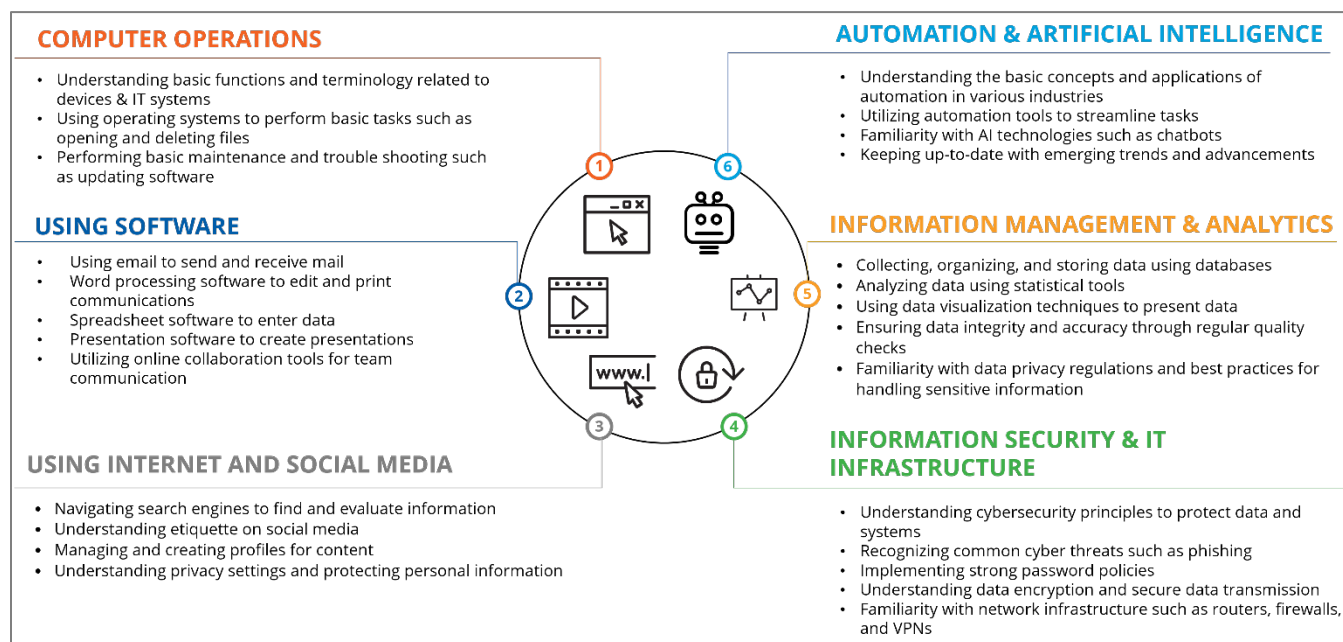 COMPUTER OPERATIONS
• Understanding basic functions and terminology related to
devices & IT systems
• Using operating systems to perform basic tasks such as
opening and deleting files
• Performing basic maintenance and trouble shooting such
as updating software
1
USING SOFTWARE
• Using email to send and receive mail
• Word processing software to edit and print
communications
• Spreadsheet software to enter data
• Presentation software to create presentations
• Utilizing online collaboration tools for team
communication
2
USING INTERNET AND SOCIAL MEDIA
• Navigating search engines to find and evaluate information
• Understanding etiquette on social media
• Managing and creating profiles for content
• Understanding privacy settings and protecting personal information
3
www.
AUTOMATION & ARTIFICIAL INTELLIGENCE
• Understanding the basic concepts and applications of
automation in various industries
• Utilizing automation tools to streamline tasks
• Familiarity with AI technologies such as chatbots
• Keeping up-to-date with emerging trends and advancements
6
INFORMATION MANAGEMENT & ANALYTICS
• Collecting, organizing, and storing data using databases
• Analyzing data using statistical tools
• Using data visualization techniques to present data
• Ensuring data integrity and accuracy through regular quality
checks
• Familiarity with data privacy regulations and best practices for
handling sensitive information
5
INFORMATION SECURITY & IT
INFRASTRUCTURE
• Understanding cybersecurity principles to protect data and
systems
• Recognizing common cyber threats such as phishing
• Implementing strong password policies
• Understanding data encryption and secure data transmission
• Familiarity with network infrastructure such as routers, firewalls,
and VPNs
4